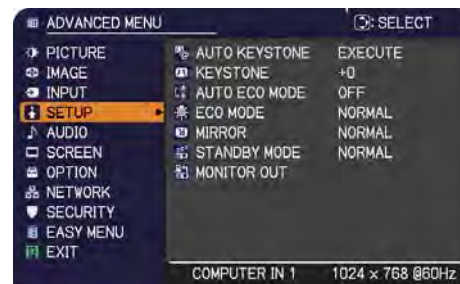 ADVANCED MENU : SELECT
PICTURE AUTO KEYSTONE EXECUTE
IMAGE KEYSTONE +0
INPUT AUTO ECO MODE OFF
SETUP ECO MODE NORMAL
AUDIO MIRROR NORMAL
SCREEN STANDBY MODE NORMAL
OPTION MONITOR OUT
NETWORK
SECURITY
EASY MENU
EXIT
COMPUTER IN 1 1024 × 768 @60Hz